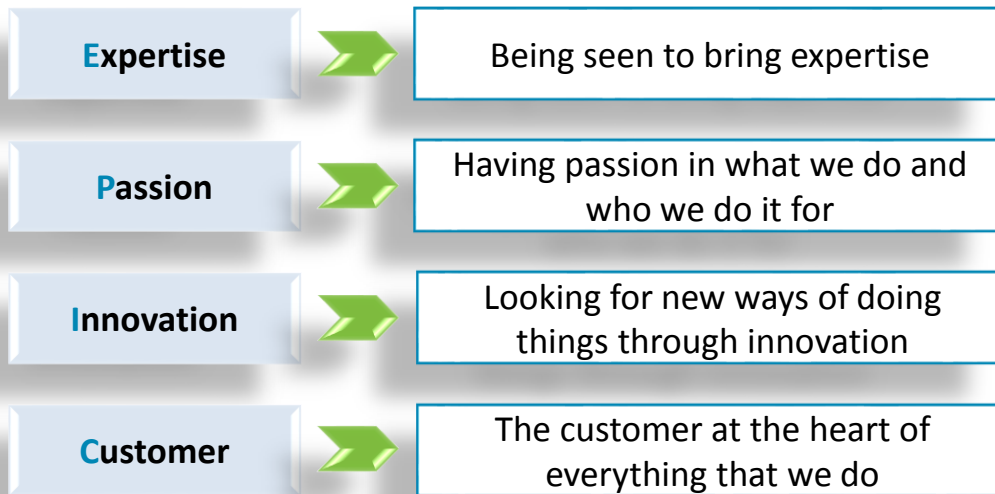 Expertise
Being seen to bring expertise
Passion
Having passion in what we do and
who we do it for
Innovation
Looking for new ways of doing
things through innovation
Customer
The customer at the heart of
everything that we do